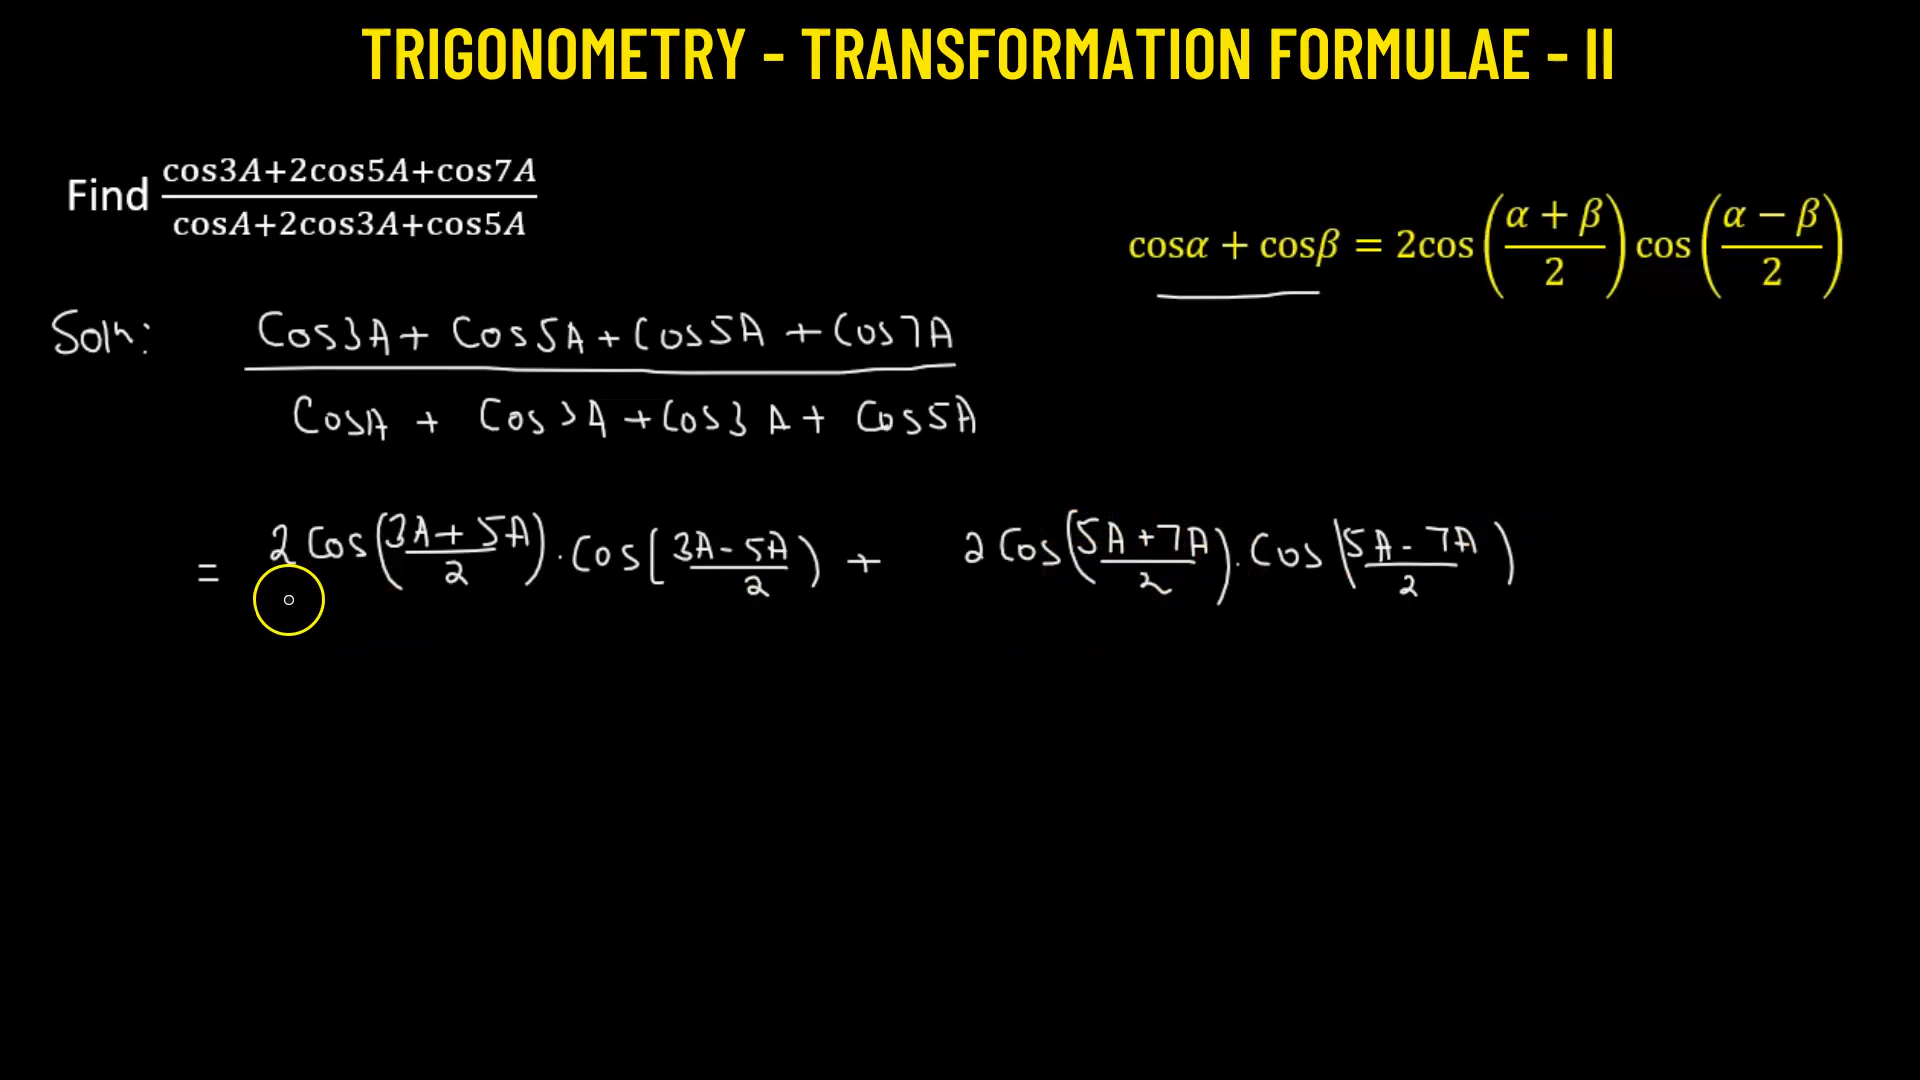 TRIGONOMETRY - TRANSFORMATION FORMULAE - II
Find (cos3A+2cos5A+cos7A)/(cosA+2cos3A+cos5A)
cosα + cosβ = 2cos((α + β)/2) cos((α − β)/2)
Soln: Cos3A + Cos5A + Cos5A + Cos7A
CosA + Cos3A + Cos3A + Cos5A
= 2Cos((3A + 5A)/2) . Cos((3A - 5A)/2) + 2Cos((5A + 7A)/2) . Cos((5A - 7A)/2)